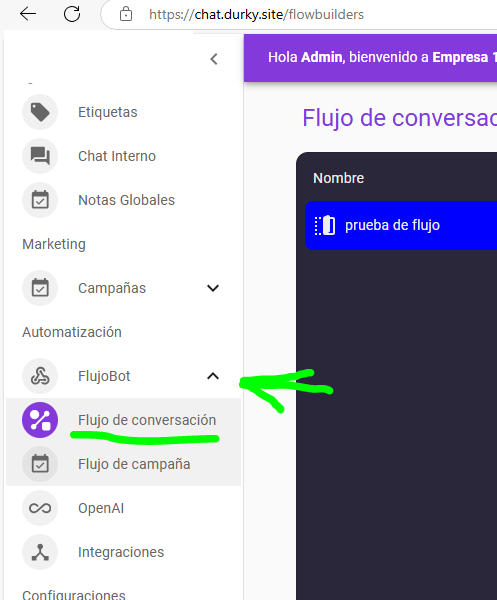 https://chat.durky.site/flowbuilders
Hola Admin, bienvenido a Empresa 1
Etiquetas
Chat Interno
Notas Globales
Marketing
Campañas
Automatización
FlujoBot
Flujo de conversación
Flujo de campaña
OpenAI
Integraciones
Configuraciones
Flujo de conversac
Nombre
prueba de flujo